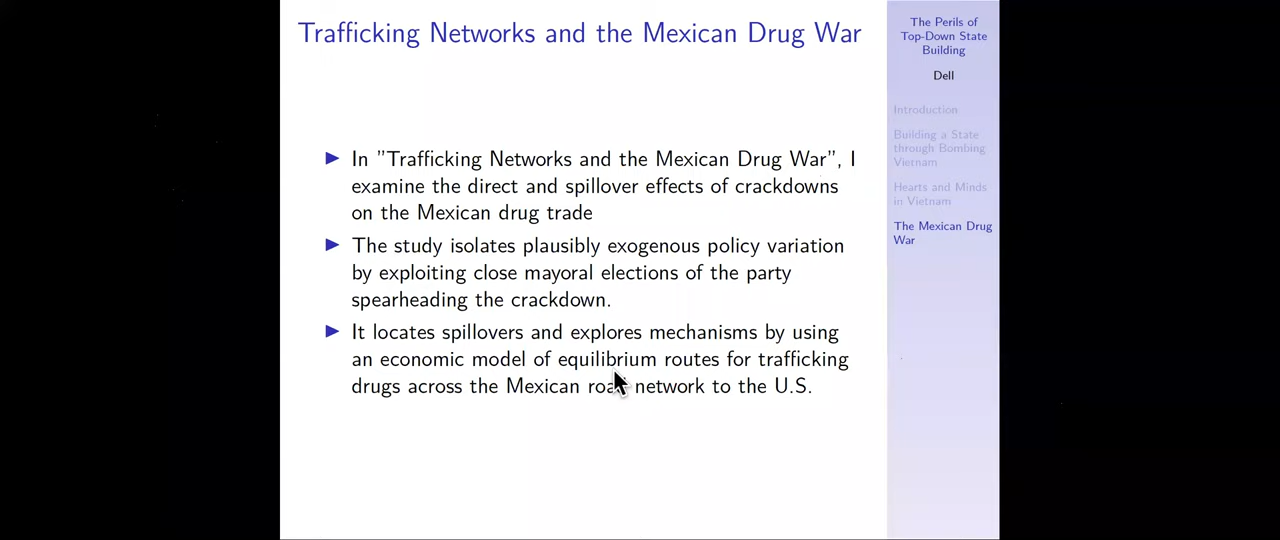 Trafficking Networks and the Mexican Drug War
▶ In ”Trafficking Networks and the Mexican Drug War”, I
examine the direct and spillover effects of crackdowns
on the Mexican drug trade
▶ The study isolates plausibly exogenous policy variation
by exploiting close mayoral elections of the party
spearheading the crackdown.
▶ It locates spillovers and explores mechanisms by using
an economic model of equilibrium routes for trafficking
drugs across the Mexican road network to the U.S.
The Perils of
Top-Down State
Building
Dell
Introduction
Building a State
through Bombing
Vietnam
Hearts and Minds
in Vietnam
The Mexican Drug
War